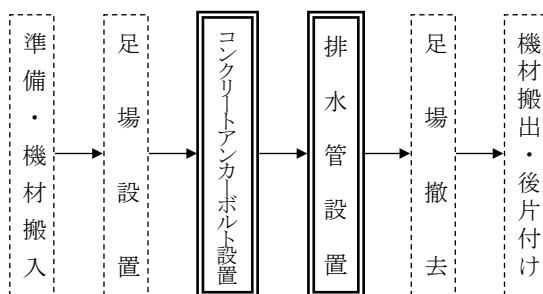 準備・機材搬入
足場設置
コンクリートアンカーボルト設置
排水管設置
足場撤去
機材搬出・後片付け